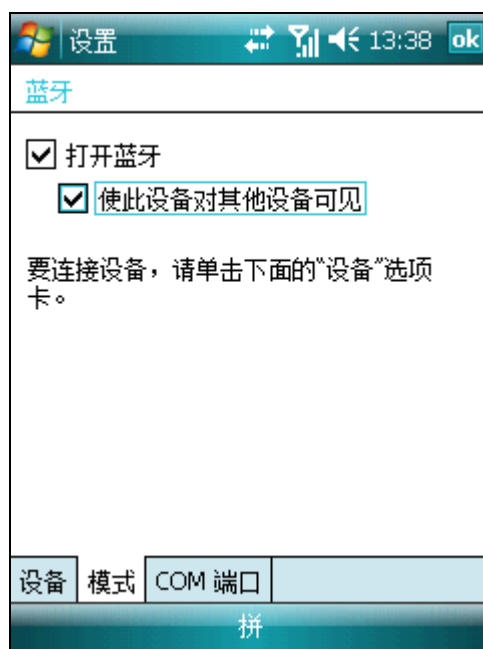 设置 13:38 ok
蓝牙
打开蓝牙
使此设备对其他设备可见
要连接设备，请单击下面的"设备"选项
卡。
设备 模式 COM 端口
拼